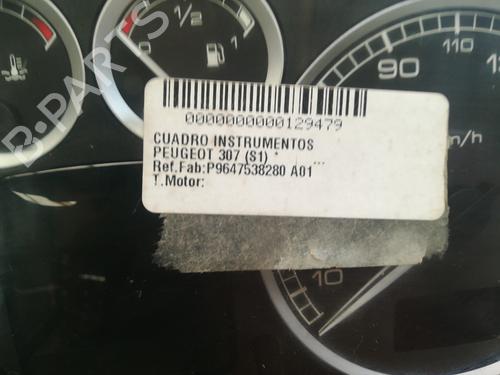 1/2
1
0
90
110
km/h
10
0000000000129479
CUADRO INSTRUMENTOS
PEUGEOT 307 (S1) * ...
Ref.Fab:P9647538280 A01
T.Motor:
B-PARTS